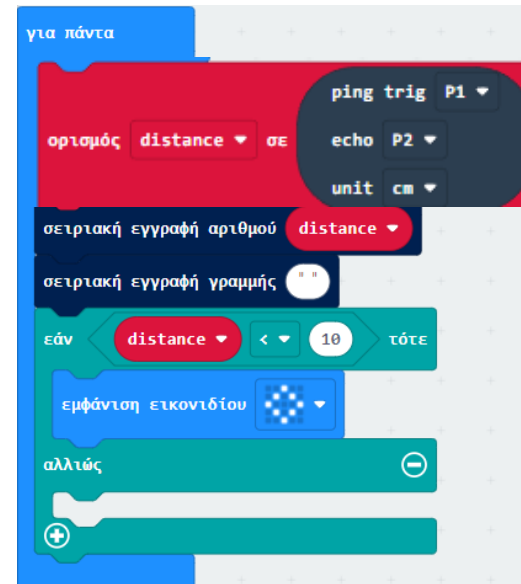 για πάντα
ping trig P1
ορισμός distance σε echo P2
unit cm
σειριακή εγγραφή αριθμού distance
σειριακή εγγραφή γραμμής " "
εάν distance < 10 τότε
εμφάνιση εικονιδίου
αλλιώς